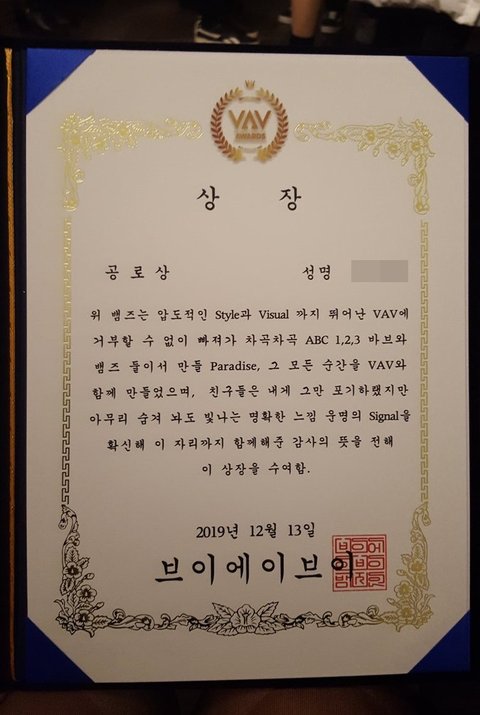 VAV
AWARDS
상 장
공 로 상 성 명
위 뱀즈는 압도적인 Style과 Visual 까지 뛰어난 VAV에
거부할 수 없이 빠져가 차곡차곡 ABC 1,2,3 바브와
뱀즈 들이서 만들 Paradise, 그 모든 순간을 VAV와
함께 만들었으며, 친구들은 내게 그만 포기하랬지만
아무리 숨겨 놔도 빛나는 명확한 느낌 운명의 Signal을
확신해 이 자리까지 함께해준 감사의 뜻을 전해
이 상장을 수여함.
2019년 12월 13일
브이에이브이